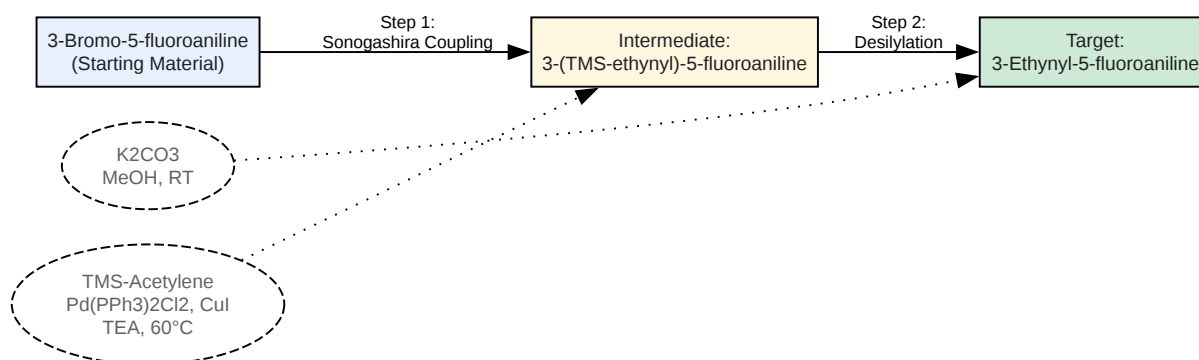 3-Bromo-5-fluoroaniline
(Starting Material)
Step 1:
Sonogashira Coupling
Intermediate:
3-(TMS-ethynyl)-5-fluoroaniline
Step 2:
Desilylation
Target:
3-Ethynyl-5-fluoroaniline
K2CO3
MeOH, RT
TMS-Acetylene
Pd(PPh3)2Cl2, CuI
TEA, 60°C